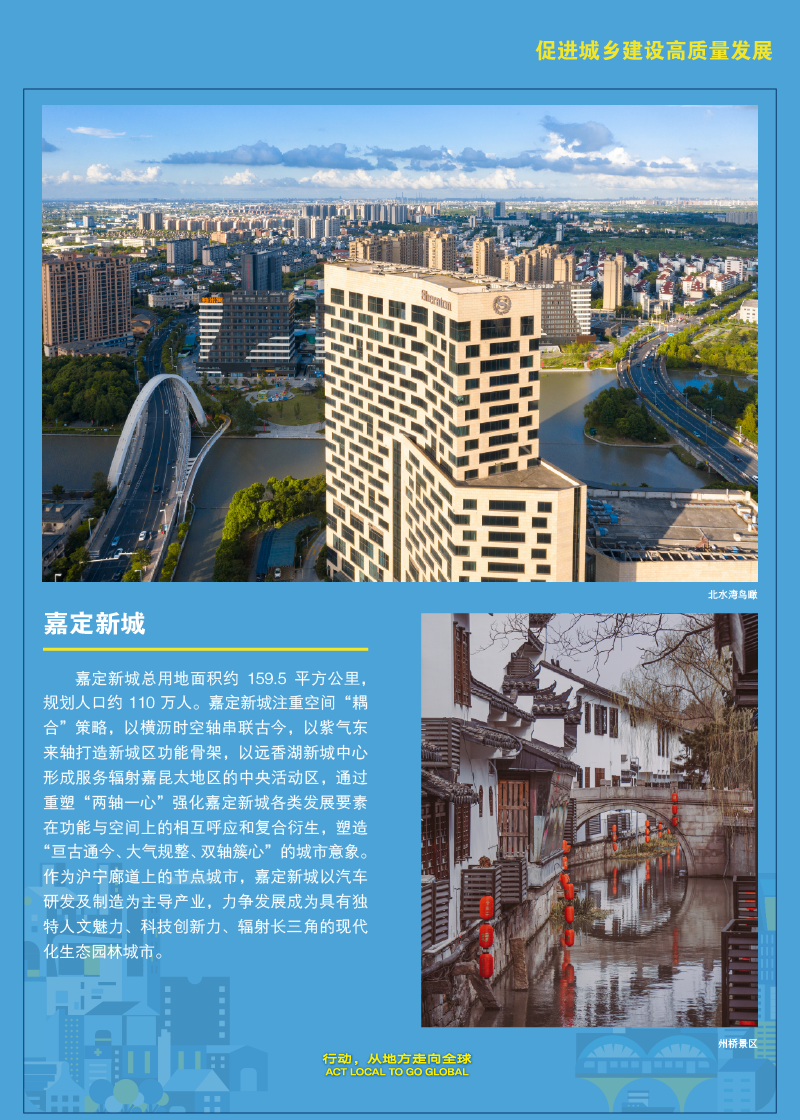 促进城乡建设高质量发展
Sheraton
北水湾鸟瞰
嘉定新城
嘉定新城总用地面积约 159.5 平方公里，
规划人口约 110 万人。嘉定新城注重空间“耦
合”策略，以横沥时空轴串联古今，以紫气东
来轴打造新城区功能骨架，以远香湖新城中心
形成服务辐射嘉昆太地区的中央活动区，通过
重塑“两轴一心”强化嘉定新城各类发展要素
在功能与空间上的相互呼应和复合衍生，塑造
“亘古通今、大气规整、双轴簇心”的城市意象。
作为沪宁廊道上的节点城市，嘉定新城以汽车
研发及制造为主导产业，力争发展成为具有独
特人文魅力、科技创新力、辐射长三角的现代
化生态园林城市。
州桥景区
行动，从地方走向全球
ACT LOCAL TO GO GLOBAL